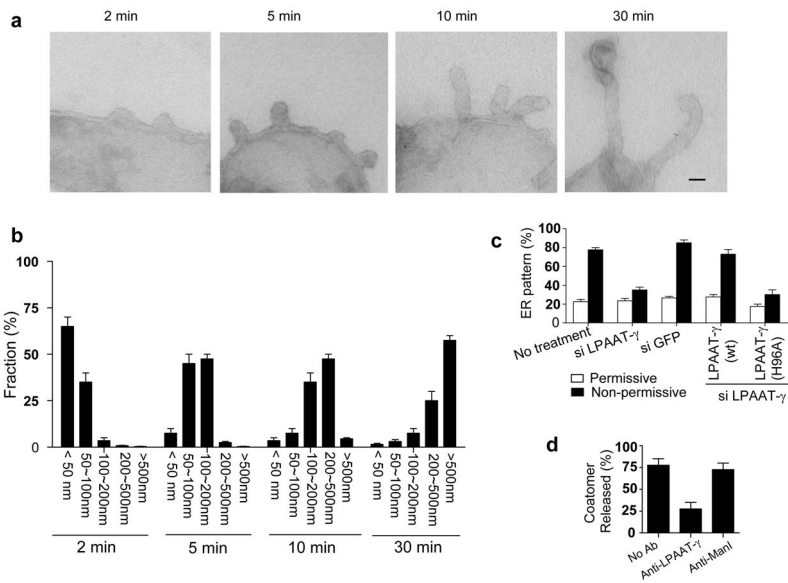 a
2 min 5 min 10 min 30 min
b
Fraction (%)
100
75
50
25
0
< 50 nm
50~100nm
100~200nm
200~500nm
>500nm
< 50 nm
50~100nm
100~200nm
200~500nm
>500nm
< 50 nm
50~100nm
100~200nm
200~500nm
>500nm
< 50 nm
50~100nm
100~200nm
200~500nm
>500nm
2 min 5 min 10 min 30 min
c
ER pattern (%)
100
80
60
40
20
0
No treatment
si LPAAT-γ
si GFP
LPAAT-γ
(wt)
LPAAT-γ
(H96A)
si LPAAT-γ
Permissive
Non-permissive
d
Coatomer
Released (%)
100
75
50
25
0
No Ab
Anti-LPAAT-γ
Anti-ManI